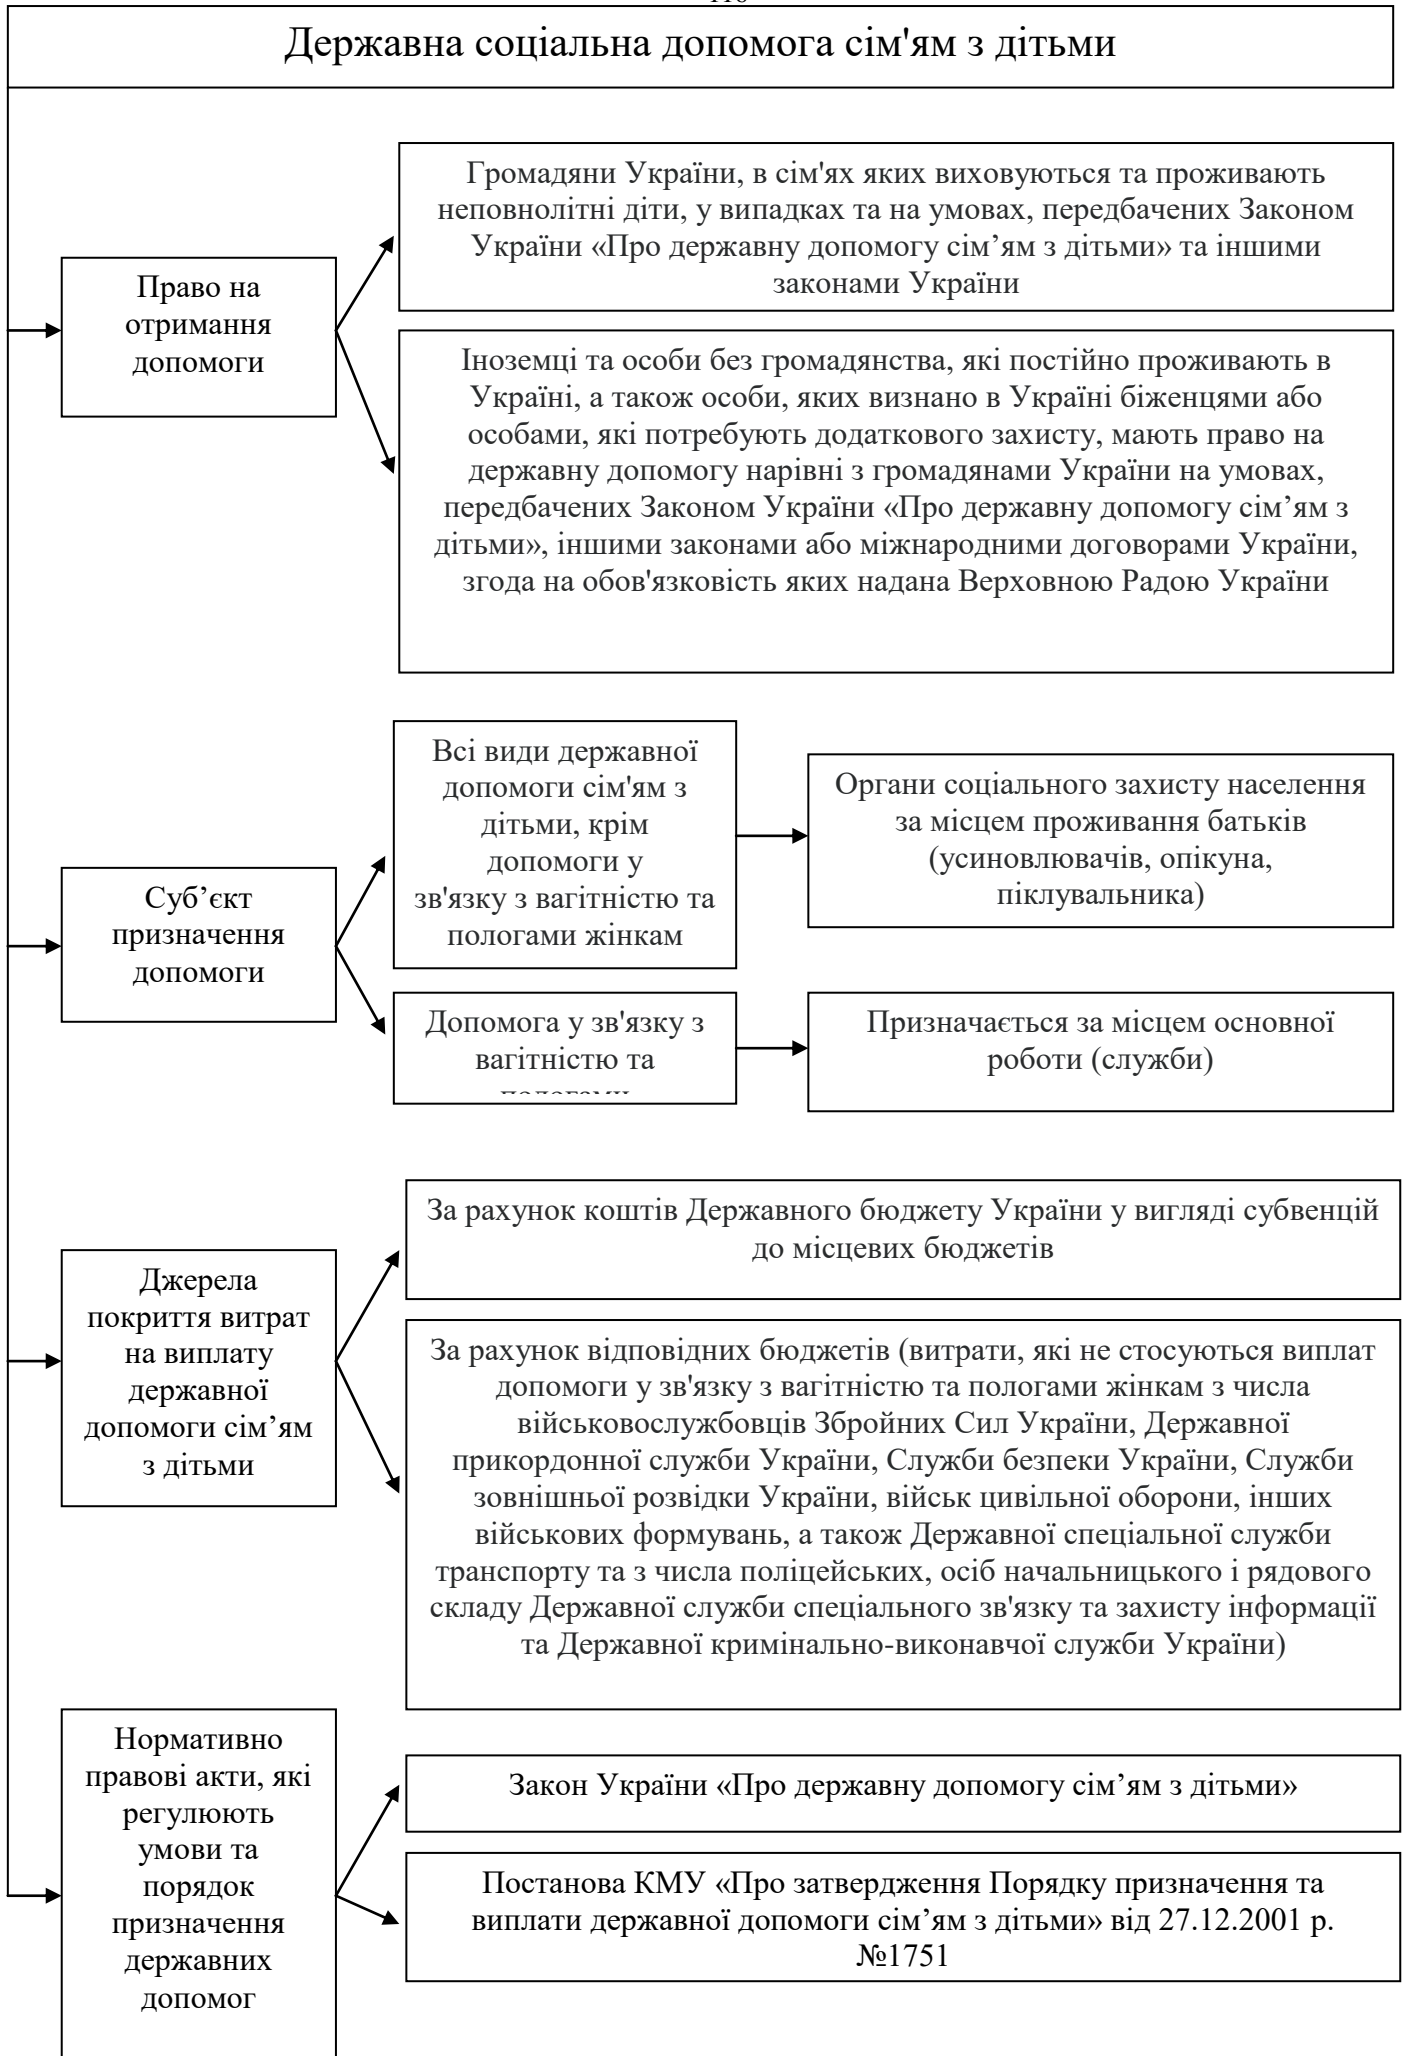 Державна соціальна допомога сім'ям з дітьми
Громадяни України, в сім'ях яких виховуються та проживають
неповнолітні діти, у випадках та на умовах, передбачених Законом
України «Про державну допомогу сім’ям з дітьми» та іншими
законами України
Право на
отримання
допомоги
Іноземці та особи без громадянства, які постійно проживають в
Україні, а також особи, яких визнано в Україні біженцями або
особами, які потребують додаткового захисту, мають право на
державну допомогу нарівні з громадянами України на умовах,
передбачених Законом України «Про державну допомогу сім’ям з
дітьми», іншими законами або міжнародними договорами України,
згода на обов'язковість яких надана Верховною Радою України
Суб’єкт
призначення
допомоги
Всі види державної
допомоги сім'ям з
дітьми, крім
допомоги у
зв'язку з вагітністю та
пологами жінкам
Органи соціального захисту населення
за місцем проживання батьків
(усиновлювачів, опікуна,
піклувальника)
Допомога у зв'язку з
вагітністю та
Призначається за місцем основної
роботи (служби)
Джерела
покриття витрат
на виплату
державної
допомоги сім’ям
з дітьми
За рахунок коштів Державного бюджету України у вигляді субвенцій
до місцевих бюджетів
За рахунок відповідних бюджетів (витрати, які не стосуються виплат
допомоги у зв'язку з вагітністю та пологами жінкам з числа
військовослужбовців Збройних Сил України, Державної
прикордонної служби України, Служби безпеки України, Служби
зовнішньої розвідки України, військ цивільної оборони, інших
військових формувань, а також Державної спеціальної служби
транспорту та з числа поліцейських, осіб начальницького і рядового
складу Державної служби спеціального зв'язку та захисту інформації
та Державної кримінально-виконавчої служби України)
Нормативно
правові акти, які
регулюють
умови та
порядок
призначення
державних
допомог
Закон України «Про державну допомогу сім’ям з дітьми»
Постанова КМУ «Про затвердження Порядку призначення та
виплати державної допомоги сім’ям з дітьми» від 27.12.2001 р.
№1751